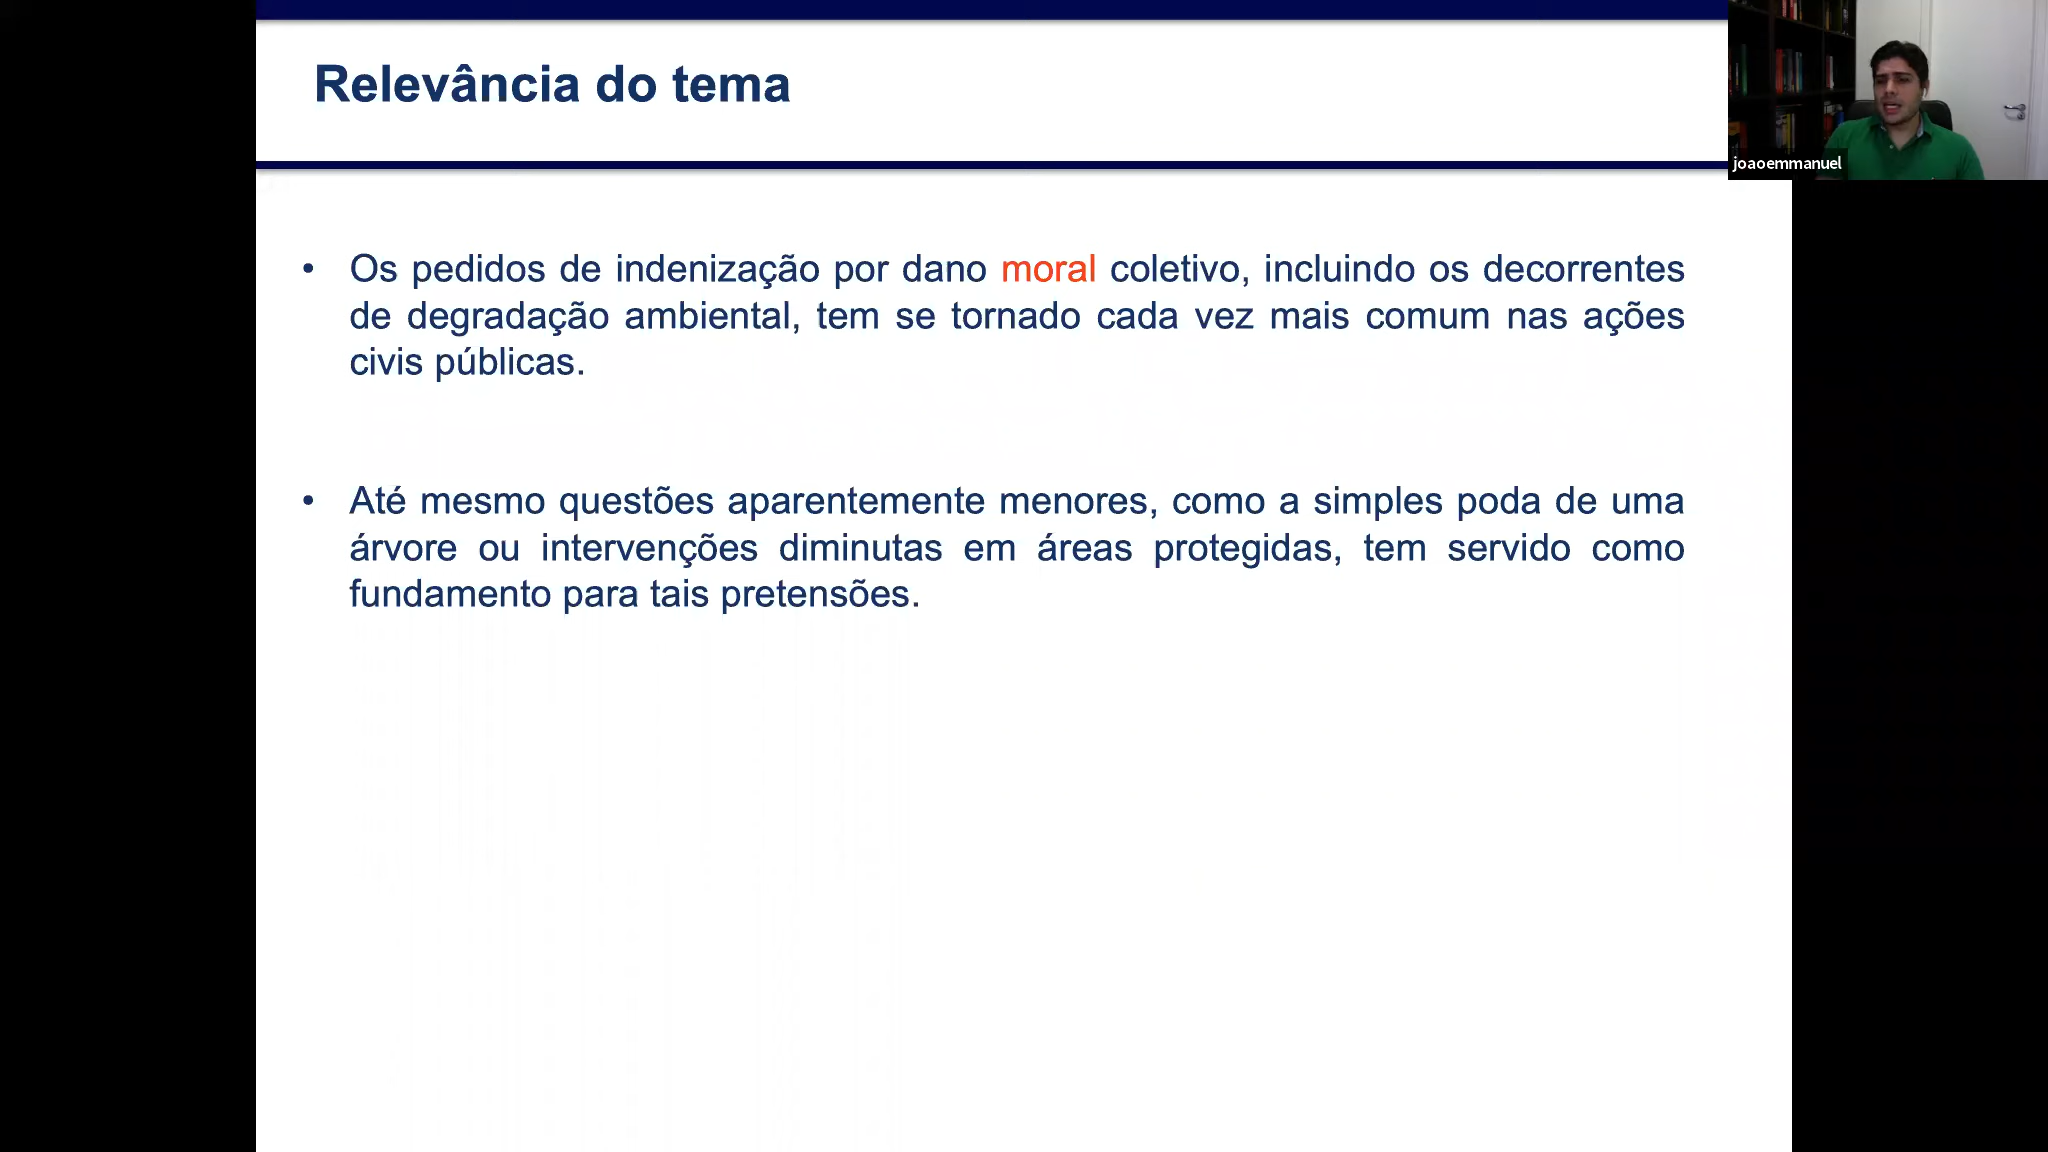 Relevância do tema
joaoemmanuel
• Os pedidos de indenização por dano moral coletivo, incluindo os decorrentes
de degradação ambiental, tem se tornado cada vez mais comum nas ações
civis públicas.
• Até mesmo questões aparentemente menores, como a simples poda de uma
árvore ou intervenções diminutas em áreas protegidas, tem servido como
fundamento para tais pretensões.